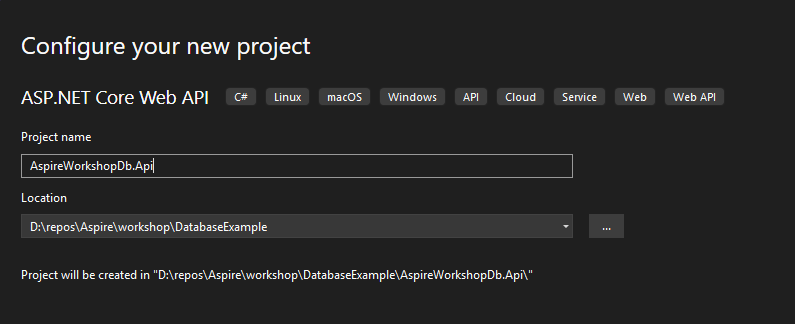 Configure your new project
ASP.NET Core Web API C# Linux macOS Windows API Cloud Service Web Web API
Project name
AspireWorkshopDb.Api
Location
D:\repos\Aspire\workshop\DatabaseExample ...
Project will be created in "D:\repos\Aspire\workshop\DatabaseExample\AspireWorkshopDb.Api\"